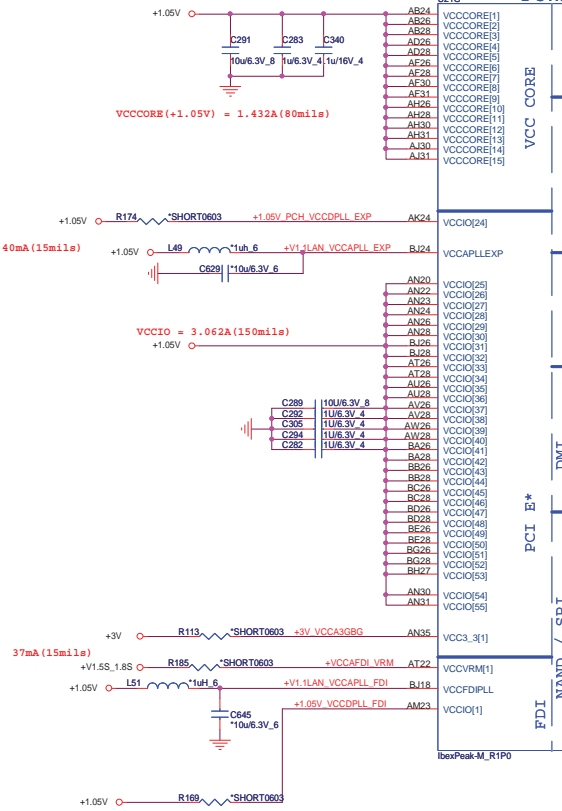 +1.05V
C291
C283
C340
10u/6.3V_8
1u/6.3V_4
.1u/16V_4
VCCCORE(+1.05V) = 1.432A(80mils)
AB24 VCCCORE[1]
AB26 VCCCORE[2]
AB28 VCCCORE[3]
AD26 VCCCORE[4]
AD28 VCCCORE[5]
AF26 VCCCORE[6]
AF28 VCCCORE[7]
AF30 VCCCORE[8]
AF31 VCCCORE[9]
AH26 VCCCORE[10]
AH28 VCCCORE[11]
AH30 VCCCORE[12]
AH31 VCCCORE[13]
AJ30 VCCCORE[14]
AJ31 VCCCORE[15]
VCC CORE
+1.05V R174 *SHORT0603 +1.05V_PCH_VCCDPLL_EXP AK24 VCCIO[24]
40mA(15mils)
+1.05V L49 *1uh_6 +V1.1LAN_VCCAPLL_EXP BJ24 VCCAPLLEXP
C629 *10u/6.3V_6
VCCIO = 3.062A(150mils)
+1.05V
AN20 VCCIO[25]
AN22 VCCIO[26]
AN23 VCCIO[27]
AN24 VCCIO[28]
AN26 VCCIO[29]
AN28 VCCIO[30]
BJ26 VCCIO[31]
BJ28 VCCIO[32]
AT26 VCCIO[33]
AT28 VCCIO[34]
AU26 VCCIO[35]
AU28 VCCIO[36]
AV26 VCCIO[37]
AV28 VCCIO[38]
AW26 VCCIO[39]
AW28 VCCIO[40]
BA26 VCCIO[41]
BA28 VCCIO[42]
BB26 VCCIO[43]
BB28 VCCIO[44]
BC26 VCCIO[45]
BC28 VCCIO[46]
BD26 VCCIO[47]
BD28 VCCIO[48]
BE26 VCCIO[49]
BE28 VCCIO[50]
BG26 VCCIO[51]
BG28 VCCIO[52]
BH27 VCCIO[53]
AN30 VCCIO[54]
AN31 VCCIO[55]
C289 10U/6.3V_8
C292 1U/6.3V_4
C305 1U/6.3V_4
C294 1U/6.3V_4
C282 1U/6.3V_4
DMI
PCI E*
NAND / SPI
+3V R113 *SHORT0603 +3V_VCCA3GBG AN35 VCC3_3[1]
37mA(15mils)
+V1.5S_1.8S R185 *SHORT0603 +VCCAFDI_VRM AT22 VCCVRM[1]
+1.05V L51 *1uH_6 +V1.1LAN_VCCAPLL_FDI BJ18 VCCFDIPLL
C645
*10u/6.3V_6
+1.05V_VCCDPLL_FDI AM23 VCCIO[1]
FDI
IbexPeak-M_R1P0
+1.05V R169 *SHORT0603